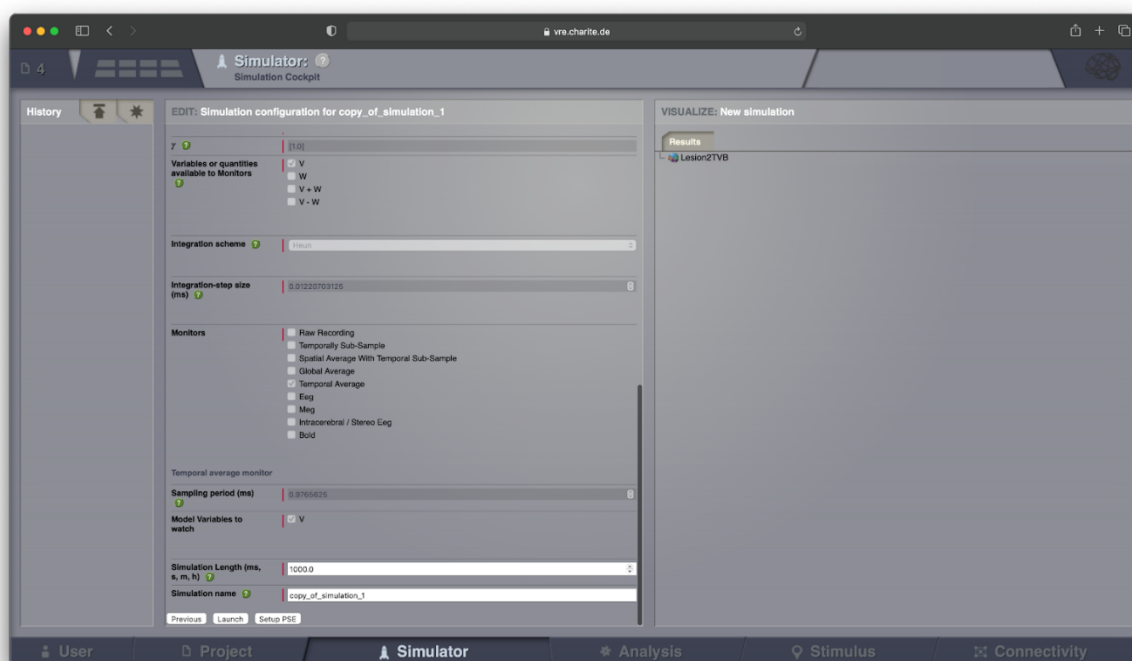 vre.charite.de
4
Simulator: ?
Simulation Cockpit
History
EDIT: Simulation configuration for copy_of_simulation_1
VISUALIZE: New simulation
Results
Lesion2TVB
[1.0]
Variables or quantities
available to Monitors
V
W
V + W
V - W
Integration scheme
Heun
Integration-step size
(ms)
0.01220703125
Monitors
Raw Recording
Temporally Sub-Sample
Spatial Average With Temporal Sub-Sample
Global Average
Temporal Average
Eeg
Meg
Intracerebral / Stereo Eeg
Bold
Temporal average monitor
Sampling period (ms)
0.9765625
Model Variables to
watch
V
Simulation Length (ms,
s, m, h)
1000.0
Simulation name
copy_of_simulation_1
Previous Launch Setup PSE
User Project Simulator Analysis Stimulus Connectivity